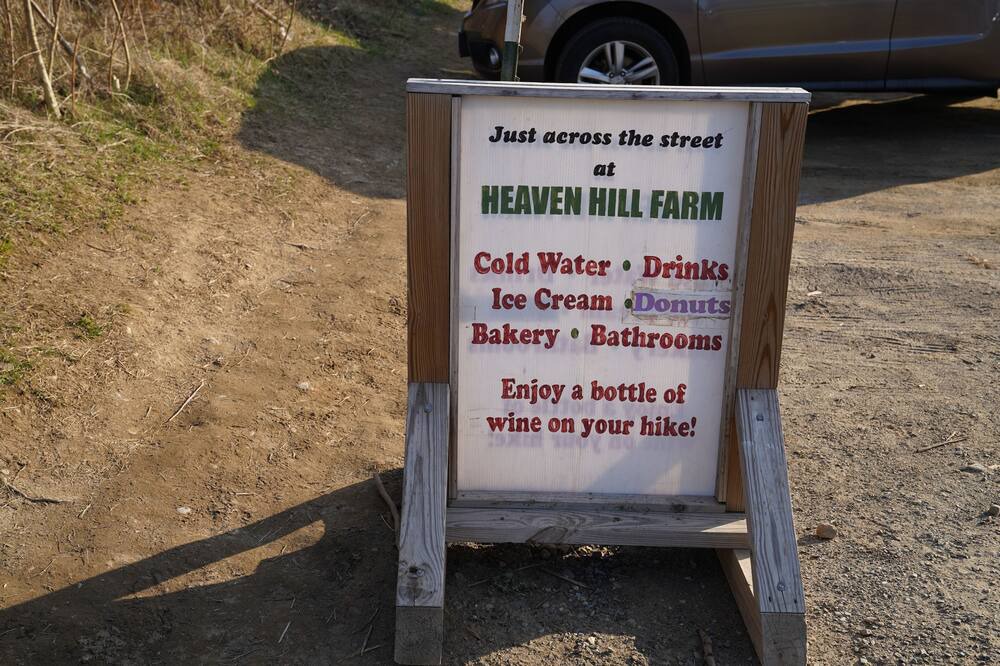 Just across the street
at
HEAVEN HILL FARM
Cold Water • Drinks
Ice Cream • Donuts
Bakery • Bathrooms
Enjoy a bottle of
wine on your hike!